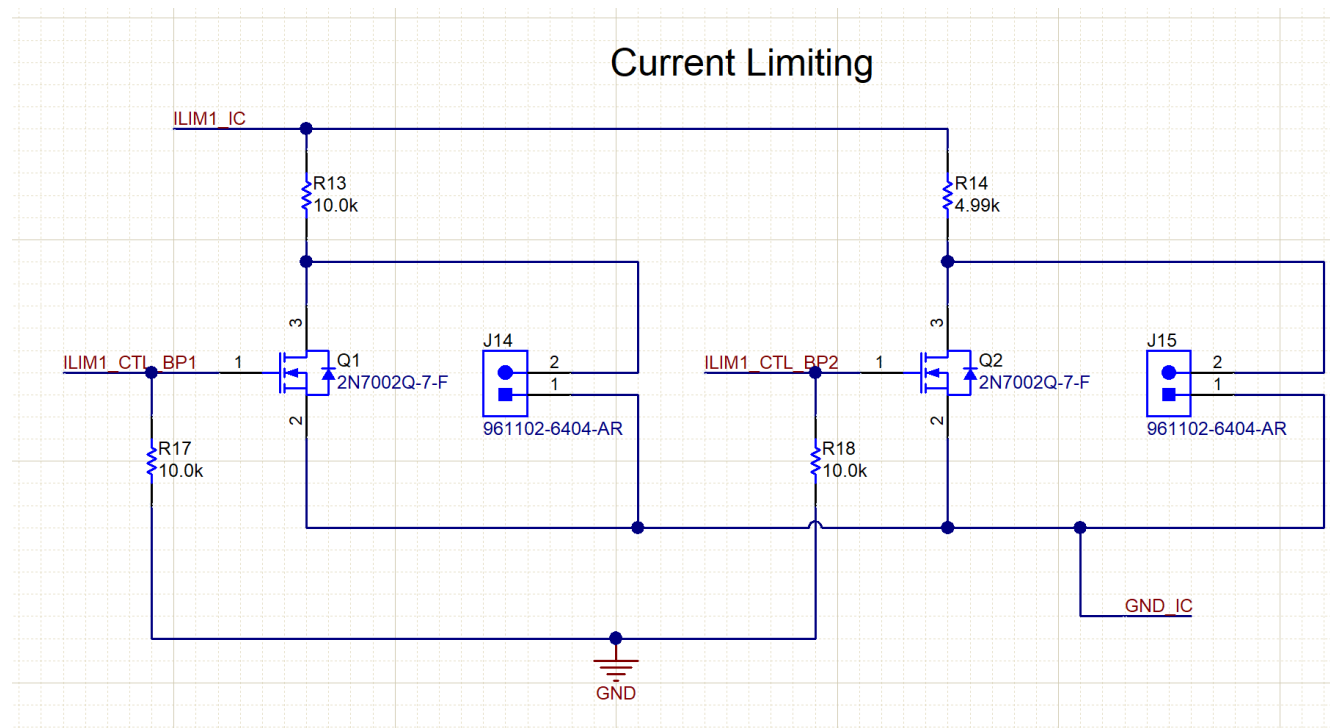 Current Limiting
ILIM1_IC
R13
10.0k
R14
4.99k
3
3
ILIM1_CTL_BP1
1
Q1
2N7002Q-7-F
J14
2
1
961102-6404-AR
ILIM1_CTL_BP2
1
Q2
2N7002Q-7-F
J15
2
1
961102-6404-AR
2
2
R17
10.0k
R18
10.0k
GND_IC
GND